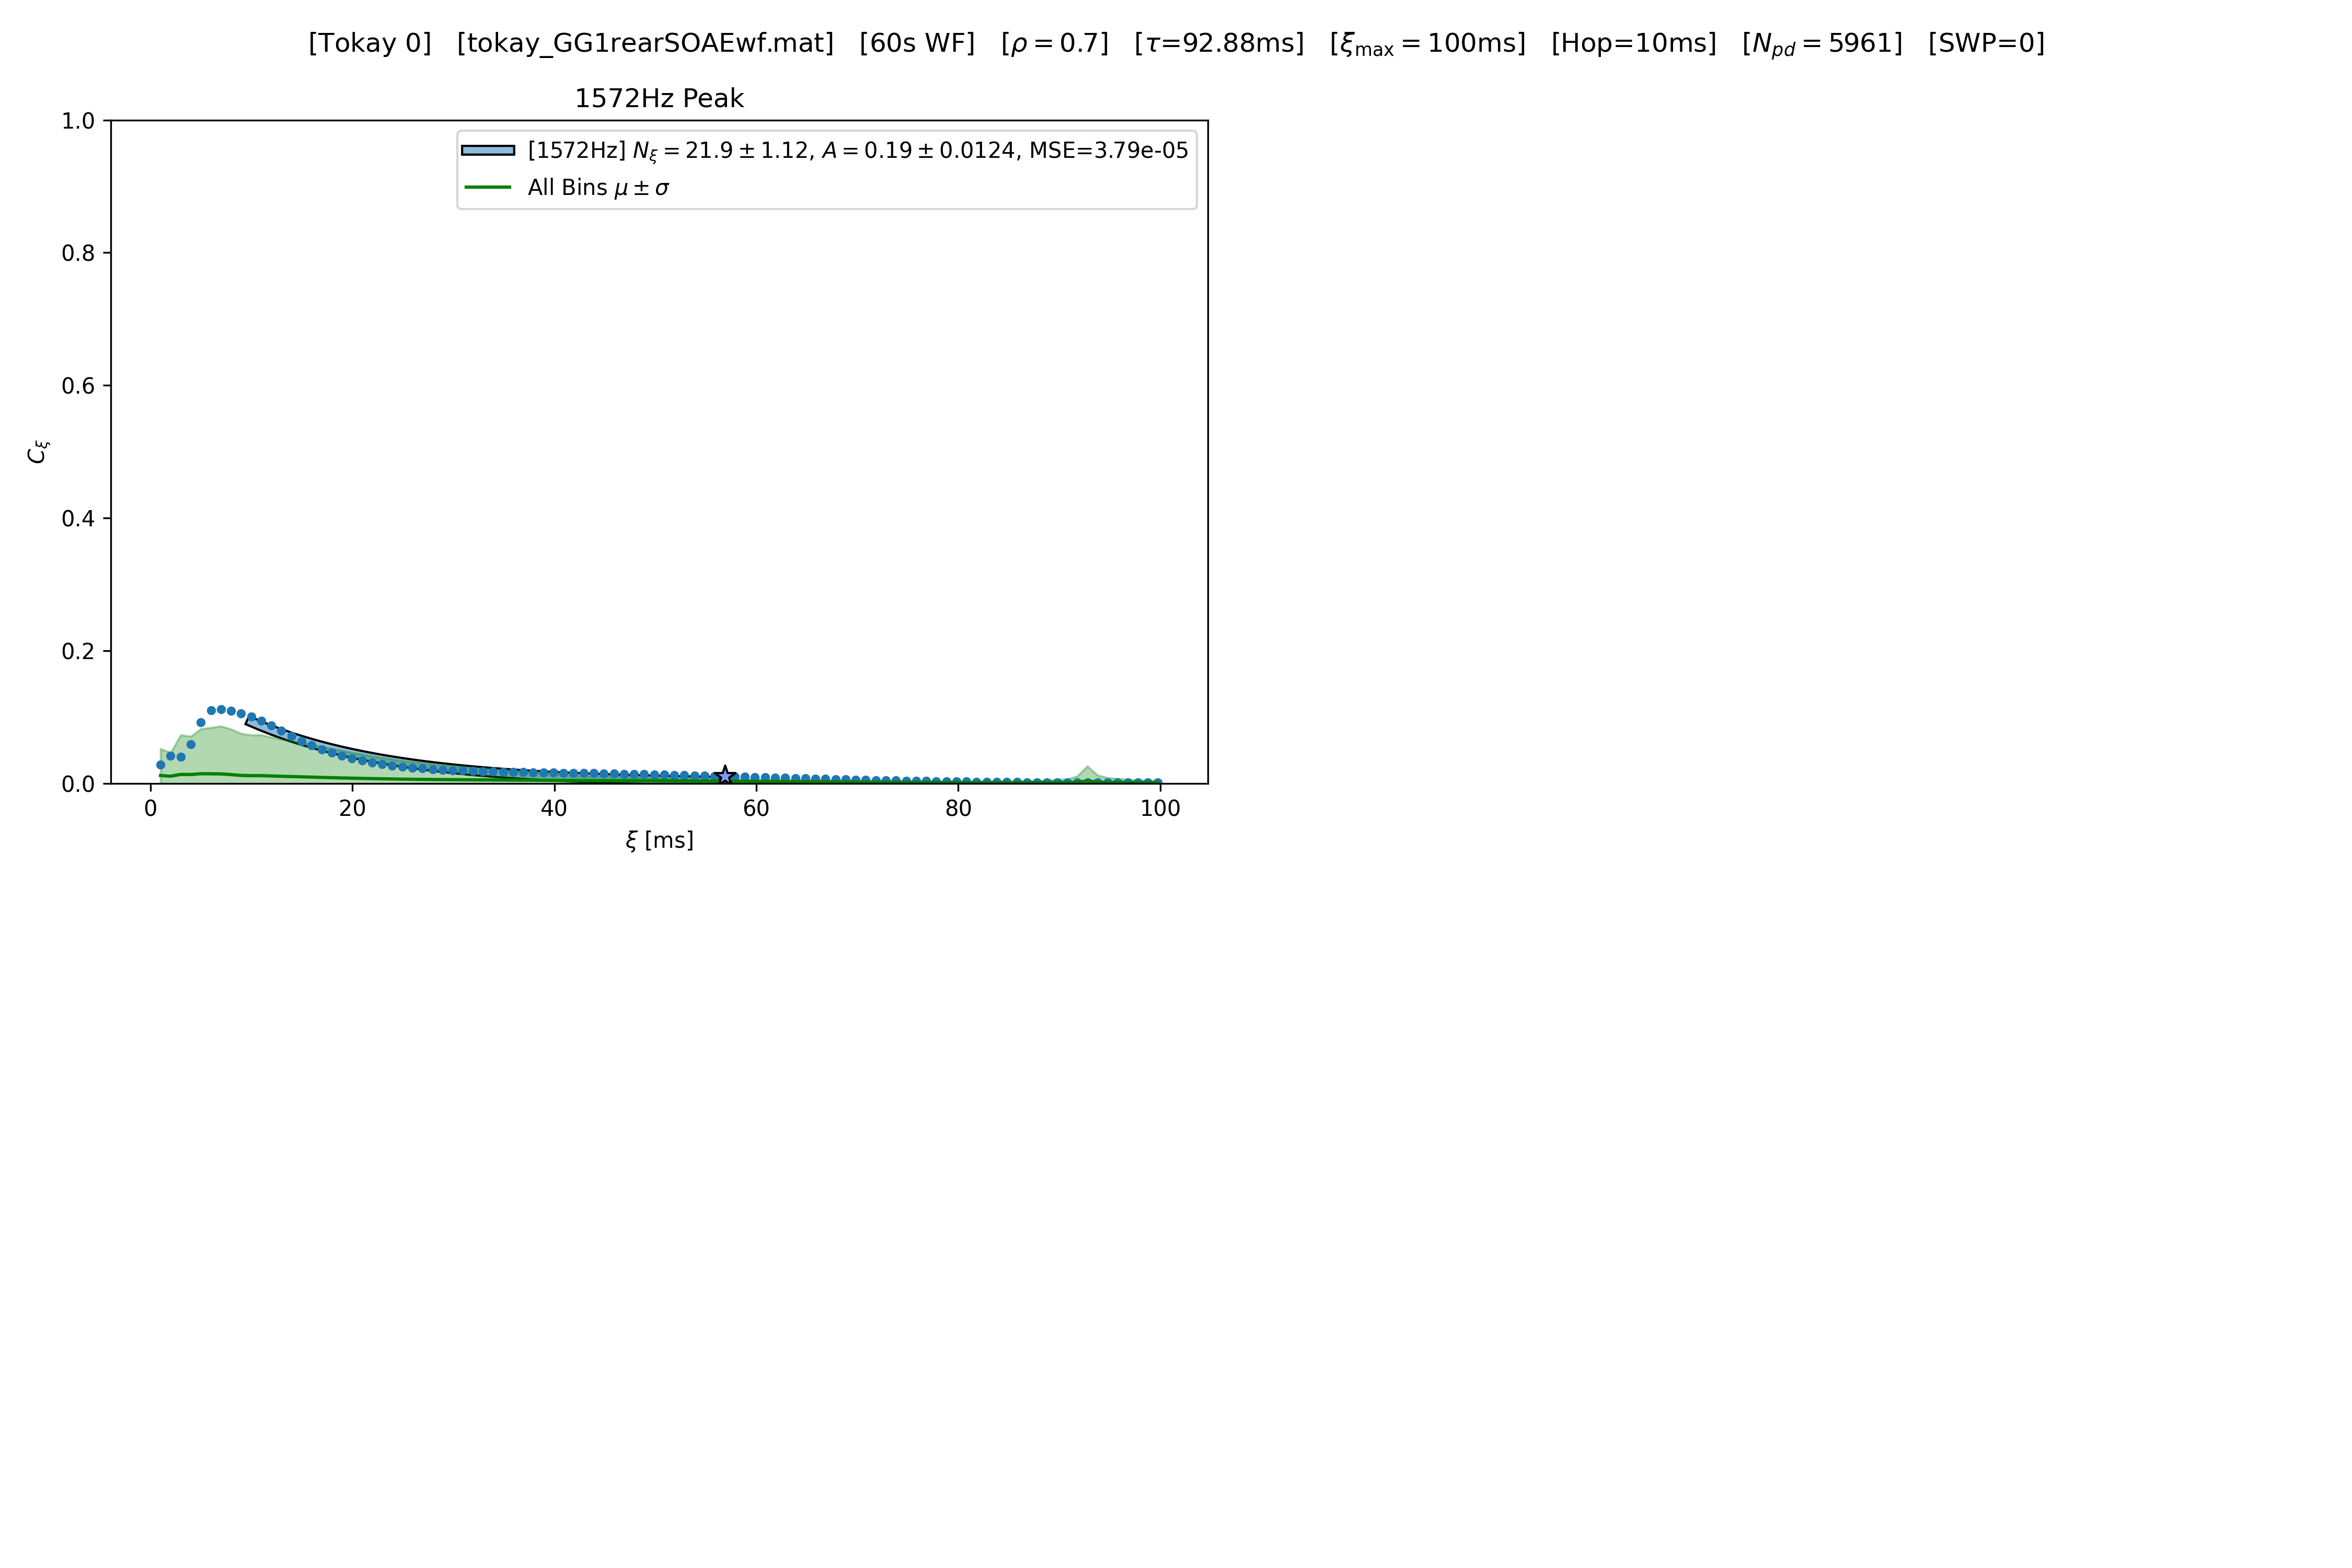 [Tokay 0] [tokay_GG1rearSOAEwf.mat] [60s WF] [ρ = 0.7] [τ=92.88ms] [ξmax = 100ms] [Hop=10ms] [Npd = 5961] [SWP=0]
1572Hz Peak
[1572Hz] Nξ = 21.9 ± 1.12, A = 0.19 ± 0.0124, MSE=3.79e-05
All Bins μ ± σ
1.0
0.8
0.6
0.4
0.2
0.0
Cξ
0 20 40 60 80 100
ξ [ms]